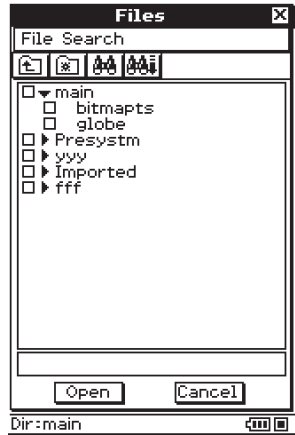 Files
File Search
main
bitmapts
globe
Presystm
yyy
Imported
fff
Open Cancel
Dir:main